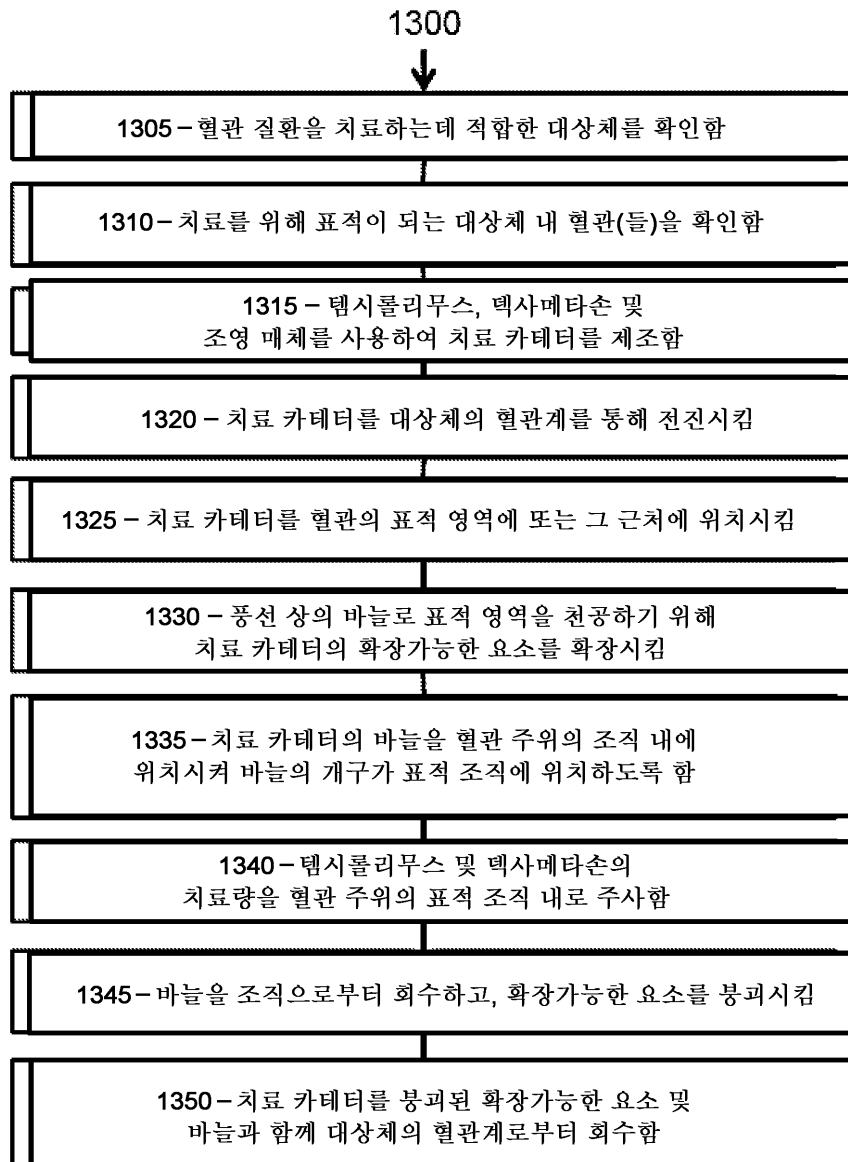 1300
1305 – 혈관 질환을 치료하는데 적합한 대상체를 확인함
1310 – 치료를 위해 표적이 되는 대상체 내 혈관(들)을 확인함
1315 – 템시롤리무스, 덱사메타손 및
조영 매체를 사용하여 치료 카테터를 제조함
1320 – 치료 카테터를 대상체의 혈관계를 통해 전진시킴
1325 – 치료 카테터를 혈관의 표적 영역에 또는 그 근처에 위치시킴
1330 – 풍선 상의 바늘로 표적 영역을 천공하기 위해
치료 카테터의 확장가능한 요소를 확장시킴
1335 – 치료 카테터의 바늘을 혈관 주위의 조직 내에
위치시켜 바늘의 개구가 표적 조직에 위치하도록 함
1340 – 템시롤리무스 및 덱사메타손의
치료량을 혈관 주위의 표적 조직 내로 주사함
1345 – 바늘을 조직으로부터 회수하고, 확장가능한 요소를 붕괴시킴
1350 – 치료 카테터를 붕괴된 확장가능한 요소 및
바늘과 함께 대상체의 혈관계로부터 회수함